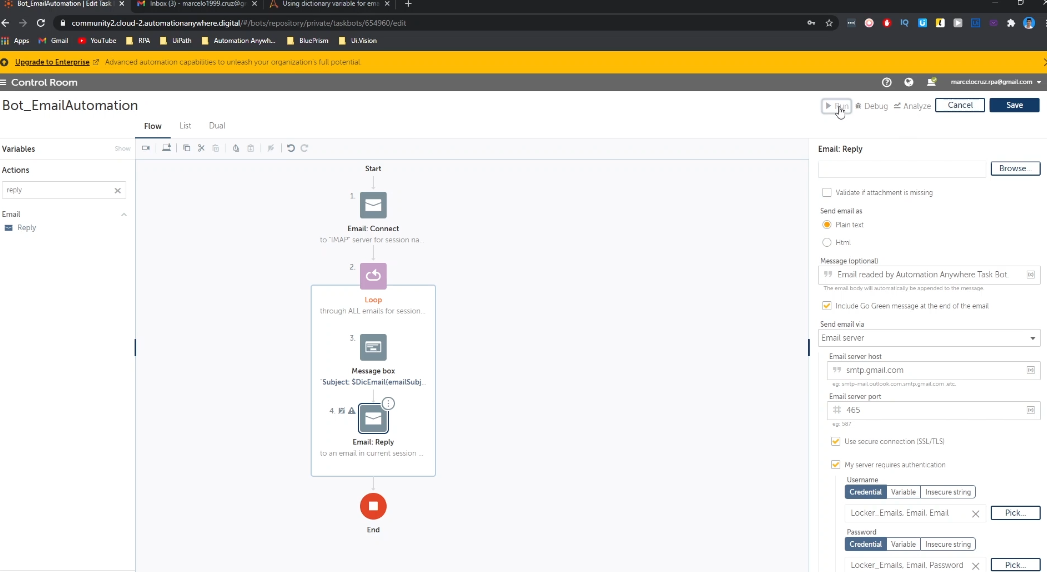 Bot_EmailAutomation | Edit Task
Inbox (3) - marcelo1999.cruz@g
Using dictionary variable for em
community2.cloud-2.automationanywhere.digital/#/bots/repository/private/taskbots/654960/edit
Apps Gmail YouTube RPA UiPath Automation Anywh... BluePrism Ui.Vision
Upgrade to Enterprise Advanced automation capabilities to unleash your organization's full potential.
Control Room
marcelocruz.rpa@gmail.com
Bot_EmailAutomation
Run Debug Analyze Cancel Save
Flow List Dual
Variables Show
Actions
reply
Email
Reply
Start
1.
Email: Connect
to "IMAP" server for session na...
2.
Loop
through ALL emails for session...
3.
Message box
"Subject: $DicEmail{emailSubj...
4.
Email: Reply
to an email in current session ...
End
Email: Reply
Browse...
Validate if attachment is missing
Send email as
Plain text
Html
Message (optional)
Email readed by Automation Anywhere Task Bot
The email body will automatically be appended to the message
Include Go Green message at the end of the email
Send email via
Email server
Email server host
smtp.gmail.com
eg: smtp-mail.outlook.com;smtp.gmail.com, etc.
Email server port
465
eg: 587
Use secure connection (SSL/TLS)
My server requires authentication
Username
Credential Variable Insecure string
Locker_Emails, Email, Email
Pick...
Password
Credential Variable Insecure string
Locker_Emails, Email, Password
Pick...